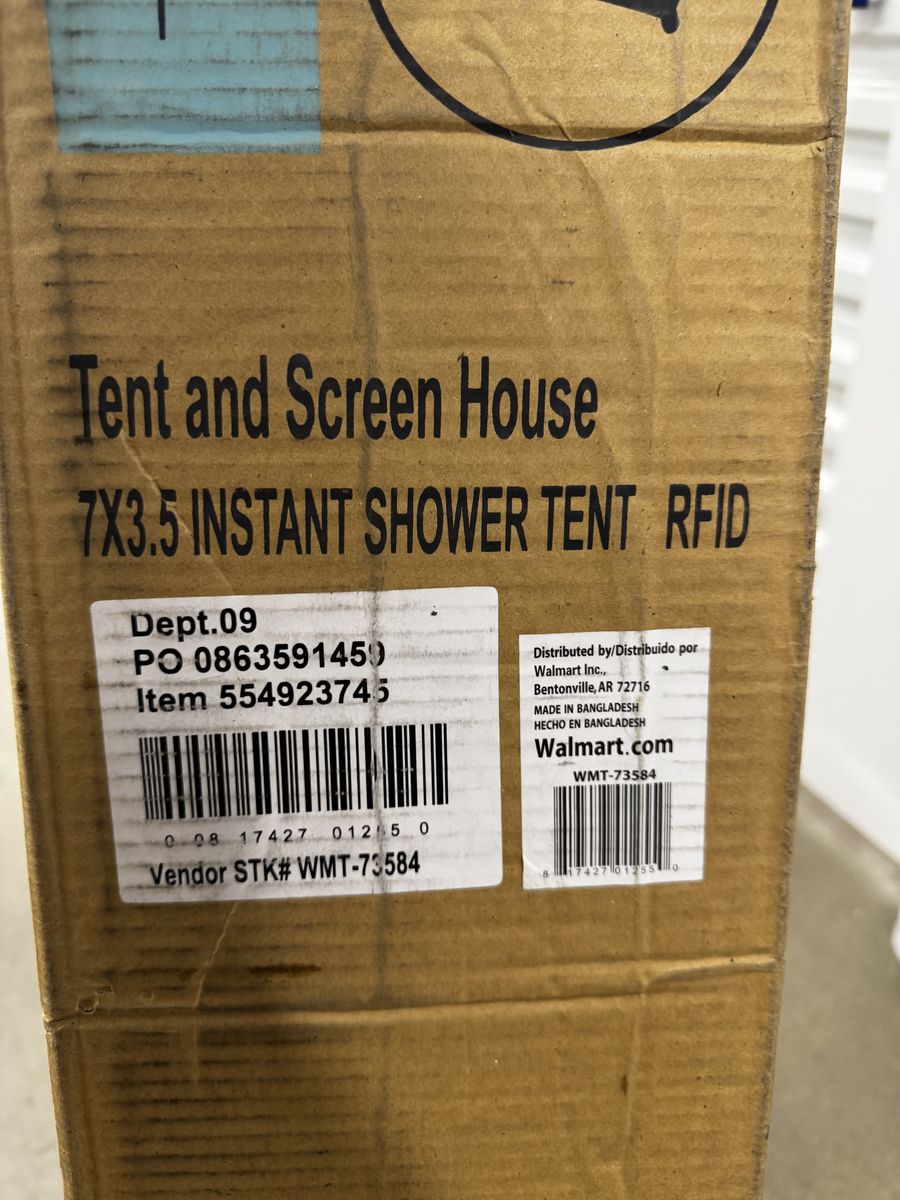 Tent and Screen House
7X3.5 INSTANT SHOWER TENT RFID
Dept.09
PO 0863591459
Item 554923745
0 08 17427 01255 0
Vendor STK# WMT-73584
Distributed by/Distribuido por
Walmart Inc.,
Bentonville, AR 72716
MADE IN BANGLADESH
HECHO EN BANGLADESH
Walmart.com
WMT-73584
8 17427 01255 0